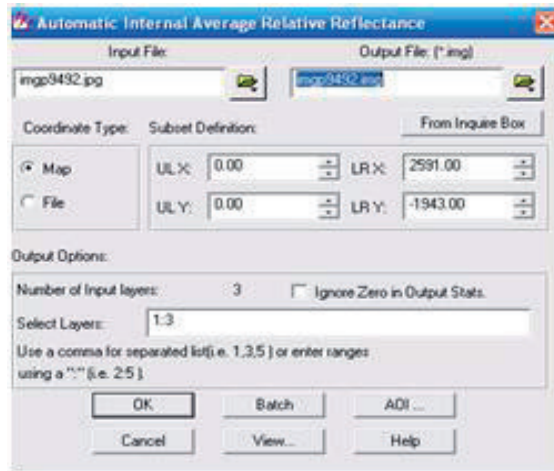 Automatic Internal Average Relative Reflectance
Input File: Output File: (*.img)
imgp9492.jpg imgp9492.img
Coordinate Type: Subset Definition: From Inquire Box
Map UL X: 0.00 LR X: 2591.00
File UL Y: 0.00 LR Y: -1943.00
Output Options:
Number of Input layers: 3 Ignore Zero in Output Stats.
Select Layers: 1:3
Use a comma for separated list(i.e. 1,3,5 ) or enter ranges
using a ":" (i.e. 2:5 ).
OK Batch AOI ...
Cancel View... Help